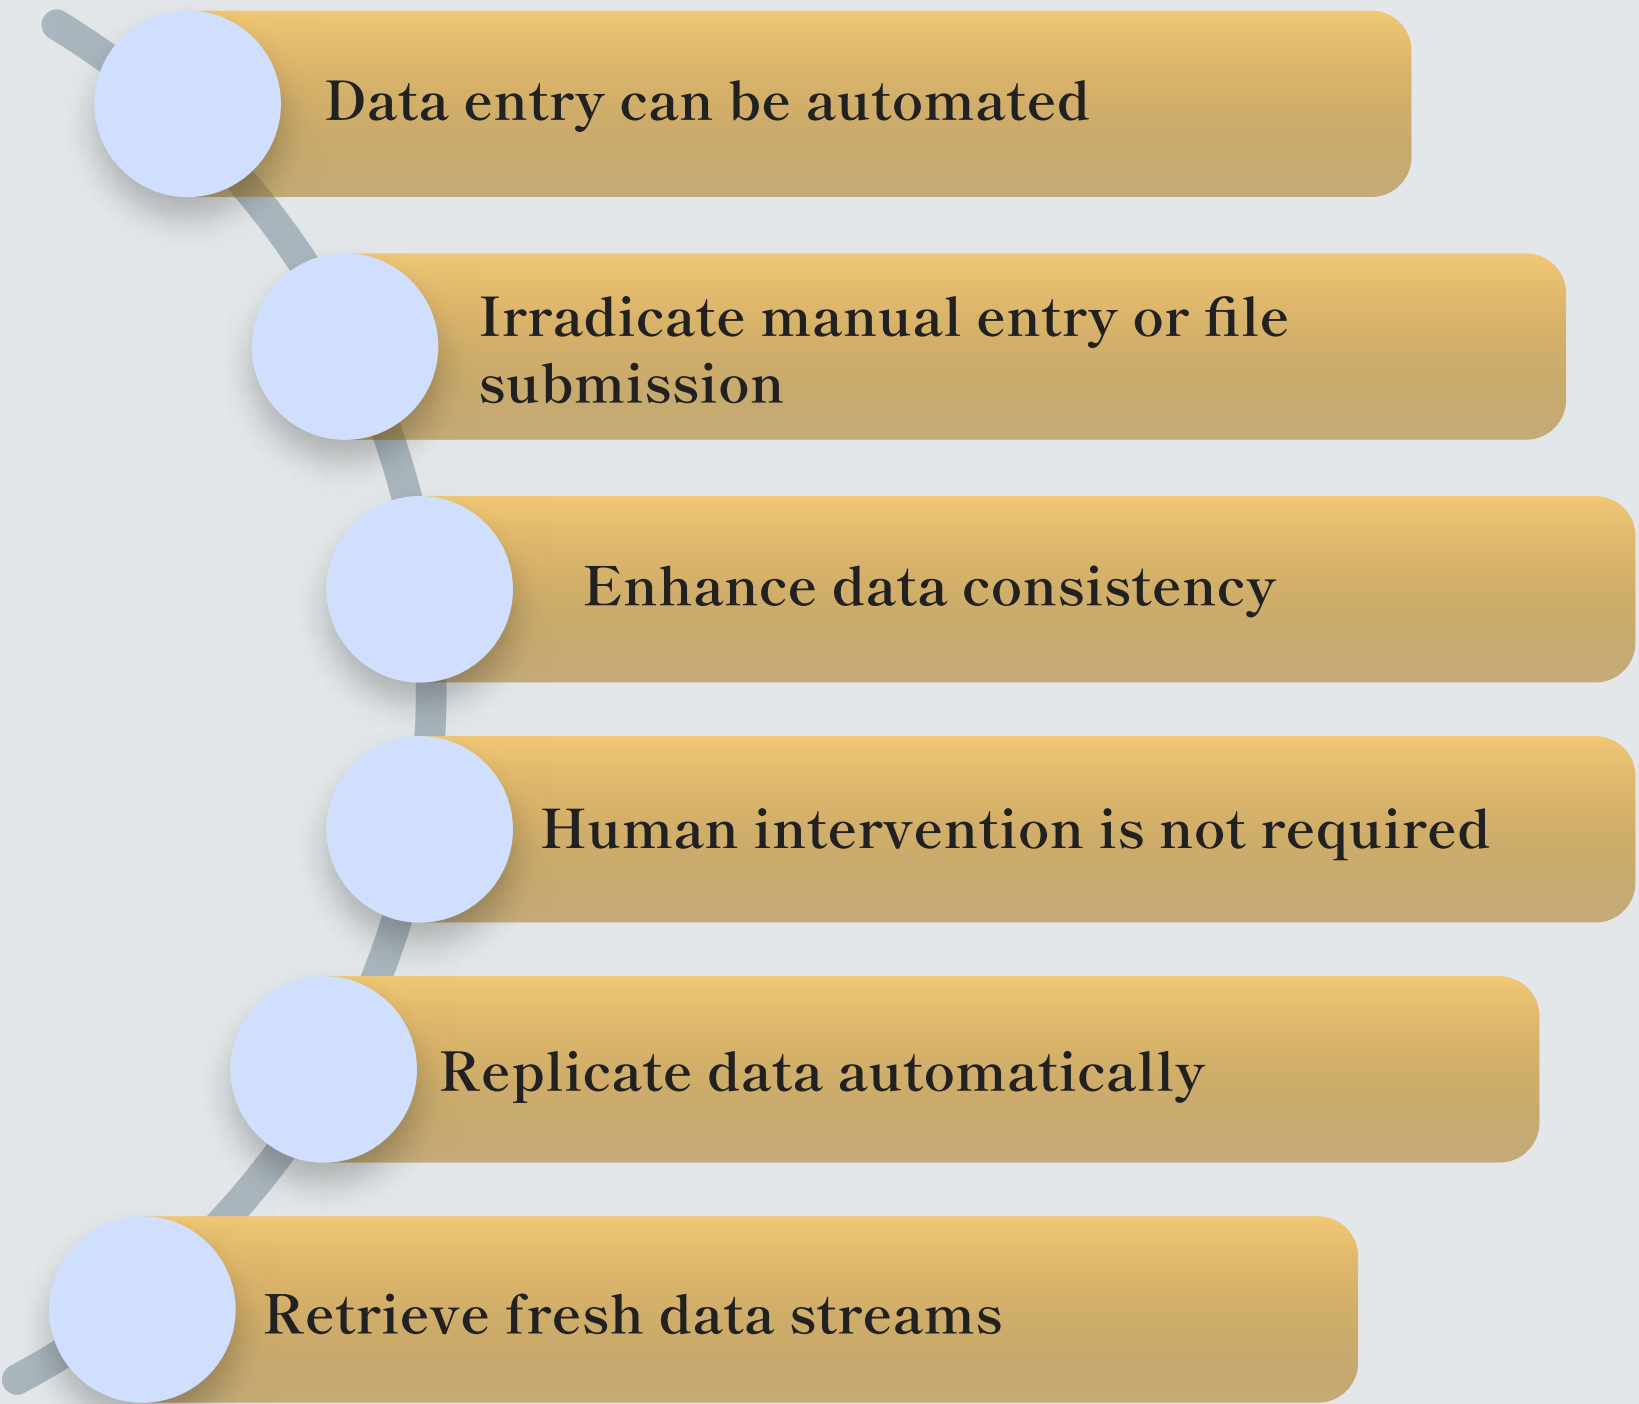 Data entry can be automated
Irradicate manual entry or file
submission
Enhance data consistency
Human intervention is not required
Replicate data automatically
Retrieve fresh data streams